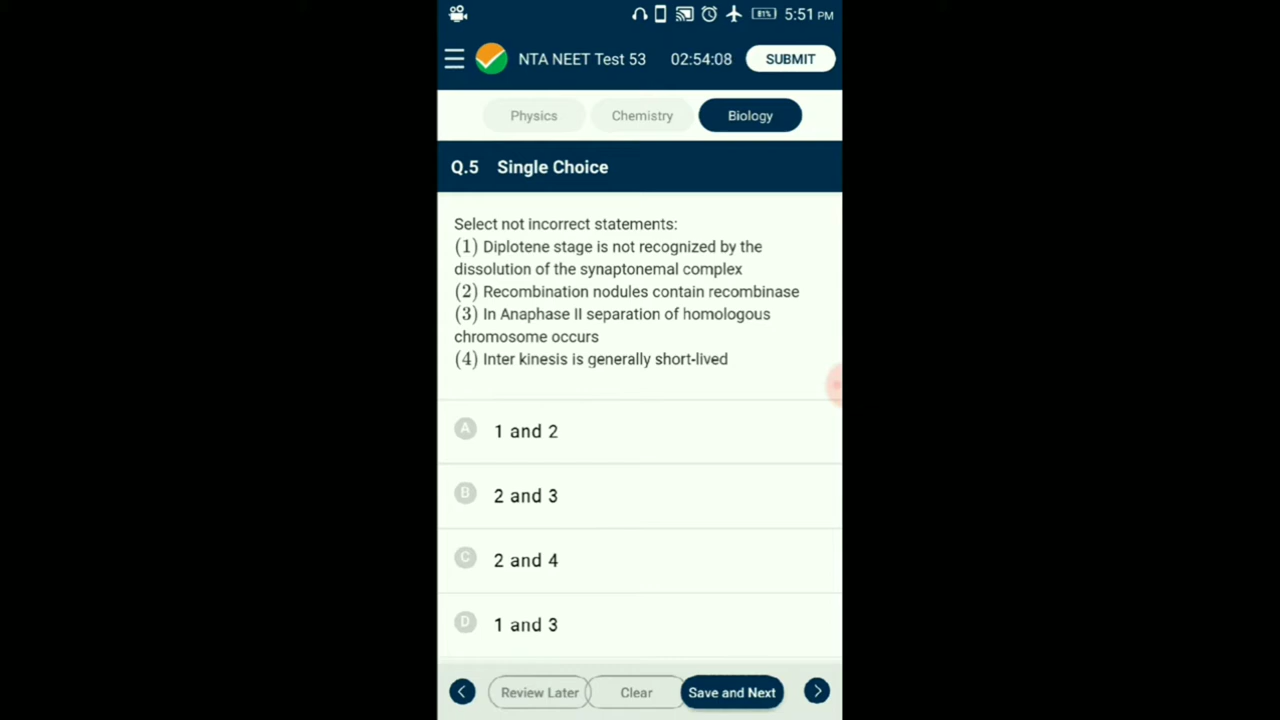 5:51 PM
NTA NEET Test 53 02:54:08 SUBMIT
Physics Chemistry Biology
Q.5 Single Choice
Select not incorrect statements:
(1) Diplotene stage is not recognized by the
dissolution of the synaptonemal complex
(2) Recombination nodules contain recombinase
(3) In Anaphase II separation of homologous
chromosome occurs
(4) Inter kinesis is generally short-lived
A 1 and 2
B 2 and 3
C 2 and 4
D 1 and 3
Review Later Clear Save and Next